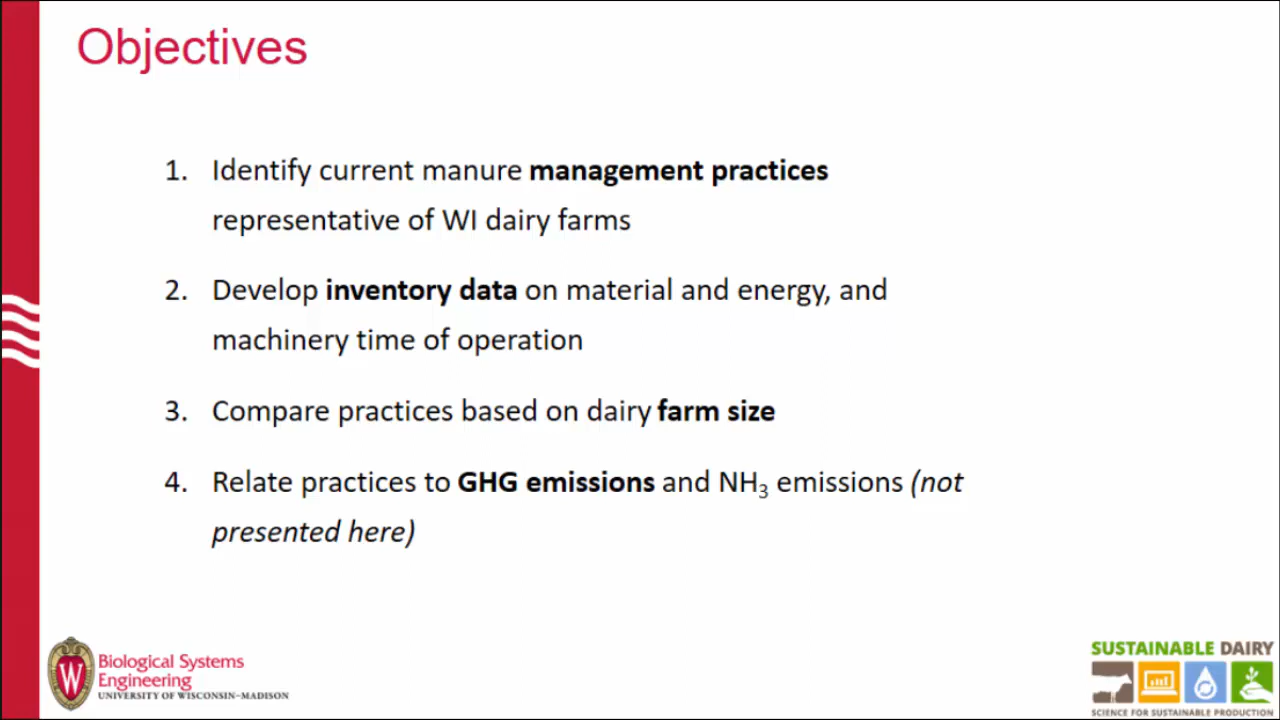 Objectives
1. Identify current manure management practices
representative of WI dairy farms
2. Develop inventory data on material and energy, and
machinery time of operation
3. Compare practices based on dairy farm size
4. Relate practices to GHG emissions and NH₃ emissions (not
presented here)
W
Biological Systems
Engineering
UNIVERSITY OF WISCONSIN–MADISON
SUSTAINABLE DAIRY
SCIENCE FOR SUSTAINABLE PRODUCTION